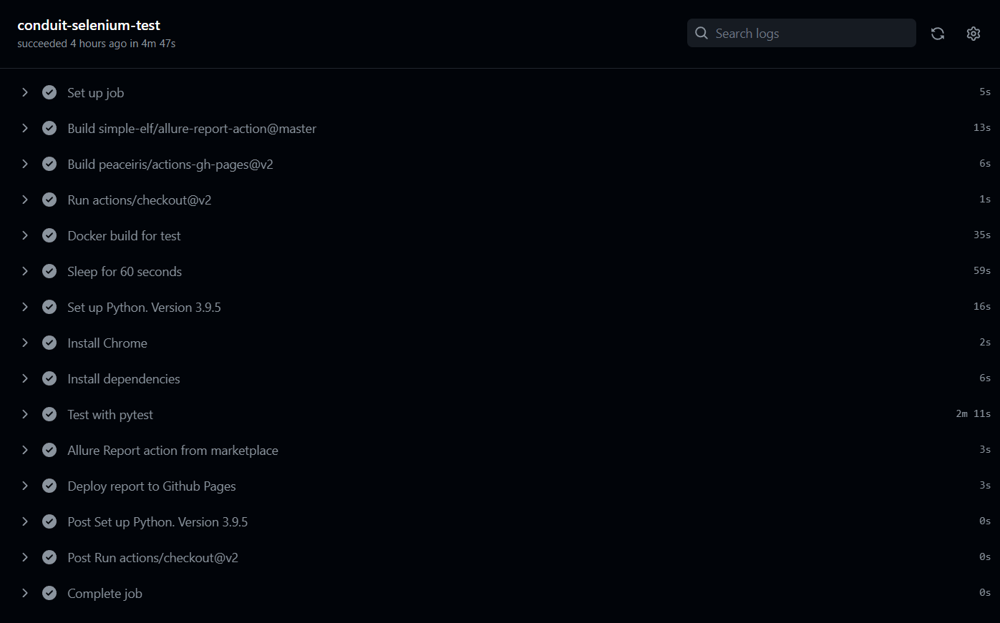 conduit-selenium-test
succeeded 4 hours ago in 4m 47s
Search logs
Set up job 5s
Build simple-elf/allure-report-action@master 13s
Build peaceiris/actions-gh-pages@v2 6s
Run actions/checkout@v2 1s
Docker build for test 35s
Sleep for 60 seconds 59s
Set up Python. Version 3.9.5 16s
Install Chrome 2s
Install dependencies 6s
Test with pytest 2m 11s
Allure Report action from marketplace 3s
Deploy report to Github Pages 3s
Post Set up Python. Version 3.9.5 0s
Post Run actions/checkout@v2 0s
Complete job 0s